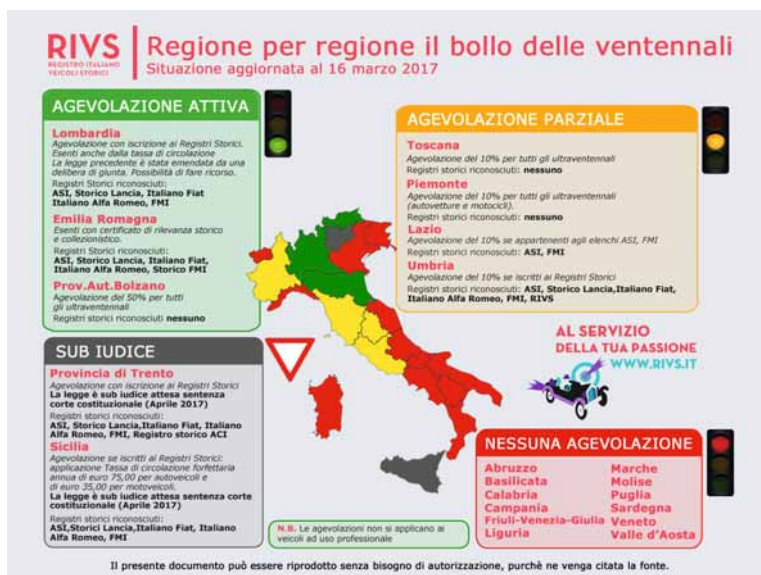 RIVS
REGISTRO ITALIANO
VEICOLI STORICI
Regione per regione il bollo delle ventennali
Situazione aggiornata al 16 marzo 2017
AGEVOLAZIONE ATTIVA
Lombardia
Agevolazione con iscrizione ai Registri Storici.
Esenti anche dalla tassa di circolazione
La legge precedente è stata emendata da una
delibera di giunta. Possibilità di fare ricorso.
Registri Storici riconosciuti:
ASI, Storico Lancia, Italiano Fiat
Italiano Alfa Romeo, FMI
Emilia Romagna
Esenti con certificato di rilevanza storico
e collezionistico.
Registri Storici riconosciuti:
ASI, Storico Lancia, Italiano Fiat,
Italiano Alfa Romeo, Storico FMI
Prov.Aut.Bolzano
Agevolazione del 50% per tutti
gli ultraventennali
Registri storici riconosciuti nessuno
AGEVOLAZIONE PARZIALE
Toscana
Agevolazione del 10% per tutti gli ultraventennali
Registri storici riconosciuti: nessuno
Piemonte
Agevolazione del 10% per tutti gli ultraventennali
(autovetture e motocicli).
Registri storici riconosciuti: nessuno
Lazio
Agevolazione del 10% se appartenenti agli elenchi ASI, FMI
Registri storici riconosciuti: ASI, FMI
Umbria
Agevolazione del 10% se iscritti ai Registri Storici
Registri storici riconosciuti: ASI, Storico Lancia,Italiano Fiat,
Italiano Alfa Romeo, FMI, RIVS
SUB IUDICE
Provincia di Trento
Agevolazione con iscrizione ai Registri Storici
La legge è sub iudice attesa sentenza
corte costituzionale (Aprile 2017)
Registri storici riconosciuti:
ASI, Storico Lancia,Italiano Fiat, Italiano
Alfa Romeo, FMI, Registro storico ACI
Sicilia
Agevolazione se iscritti ai Registri Storici:
applicazione Tassa di circolazione forfettaria
annua di euro 75,00 per autoveicoli e
di euro 35,00 per motoveicoli.
La legge è sub iudice attesa sentenza corte
costituzionale (Aprile 2017)
Registri storici riconosciuti:
ASI,Storici Lancia,Italiano Fiat, Italiano
Alfa Romeo, FMI
AL SERVIZIO
DELLA TUA PASSIONE
WWW.RIVS.IT
NESSUNA AGEVOLAZIONE
Abruzzo
Basilicata
Calabria
Campania
Friuli-Venezia-Giulia
Liguria
Marche
Molise
Puglia
Sardegna
Veneto
Valle d'Aosta
N.B. Le agevolazioni non si applicano ai
veicoli ad uso professionale
Il presente documento può essere riprodotto senza bisogno di autorizzazione, purchè ne venga citata la fonte.